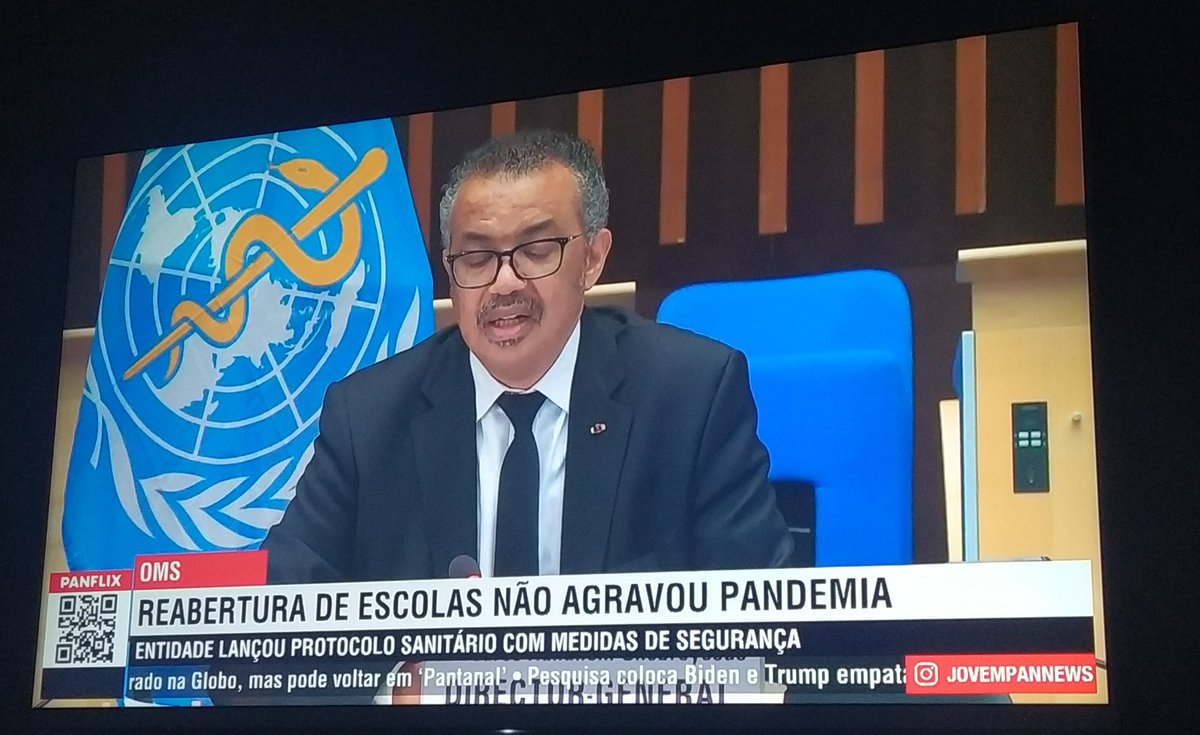 PANFLIX
OMS
REABERTURA DE ESCOLAS NÃO AGRAVOU PANDEMIA
ENTIDADE LANÇOU PROTOCOLO SANITÁRIO COM MEDIDAS DE SEGURANÇA
rado na Globo, mas pode voltar em ‘Pantanal’ • Pesquisa coloca Biden e Trump empata
JOVEMPANNEWS
DIRECTOR-GENERAL